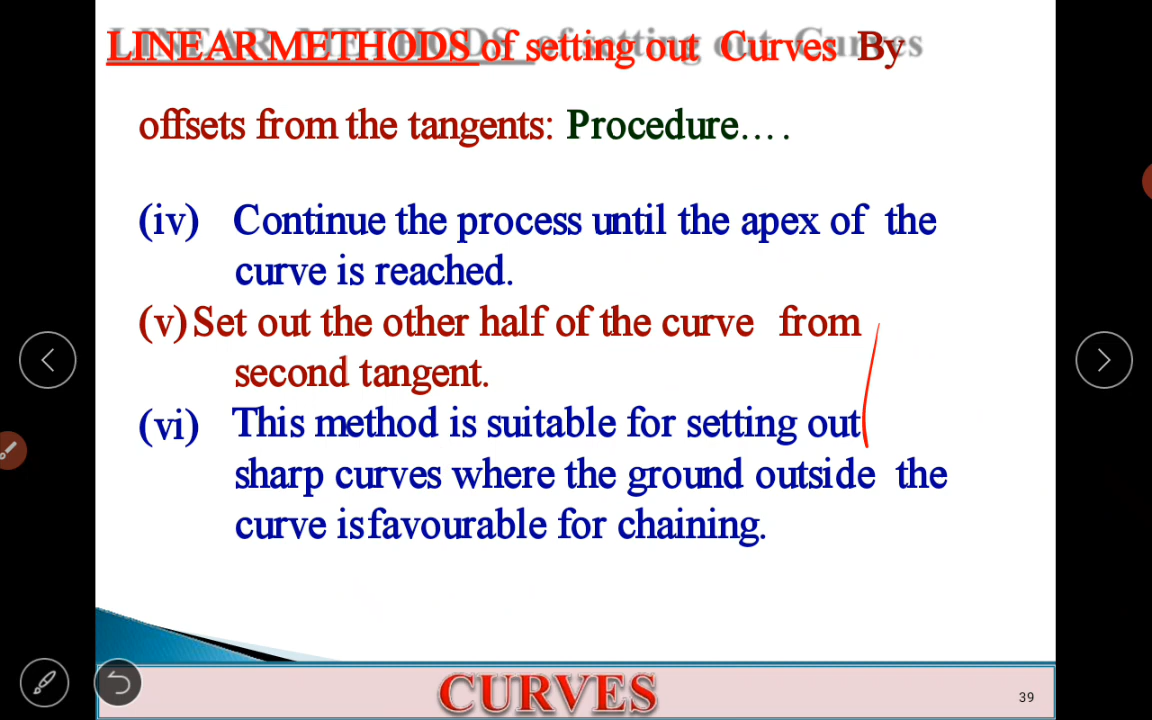 LINEAR METHODS of setting out Curves By
offsets from the tangents: Procedure….
(iv) Continue the process until the apex of the
curve is reached.
(v) Set out the other half of the curve from
second tangent.
(vi) This method is suitable for setting out
sharp curves where the ground outside the
curve is favourable for chaining.
CURVES
39